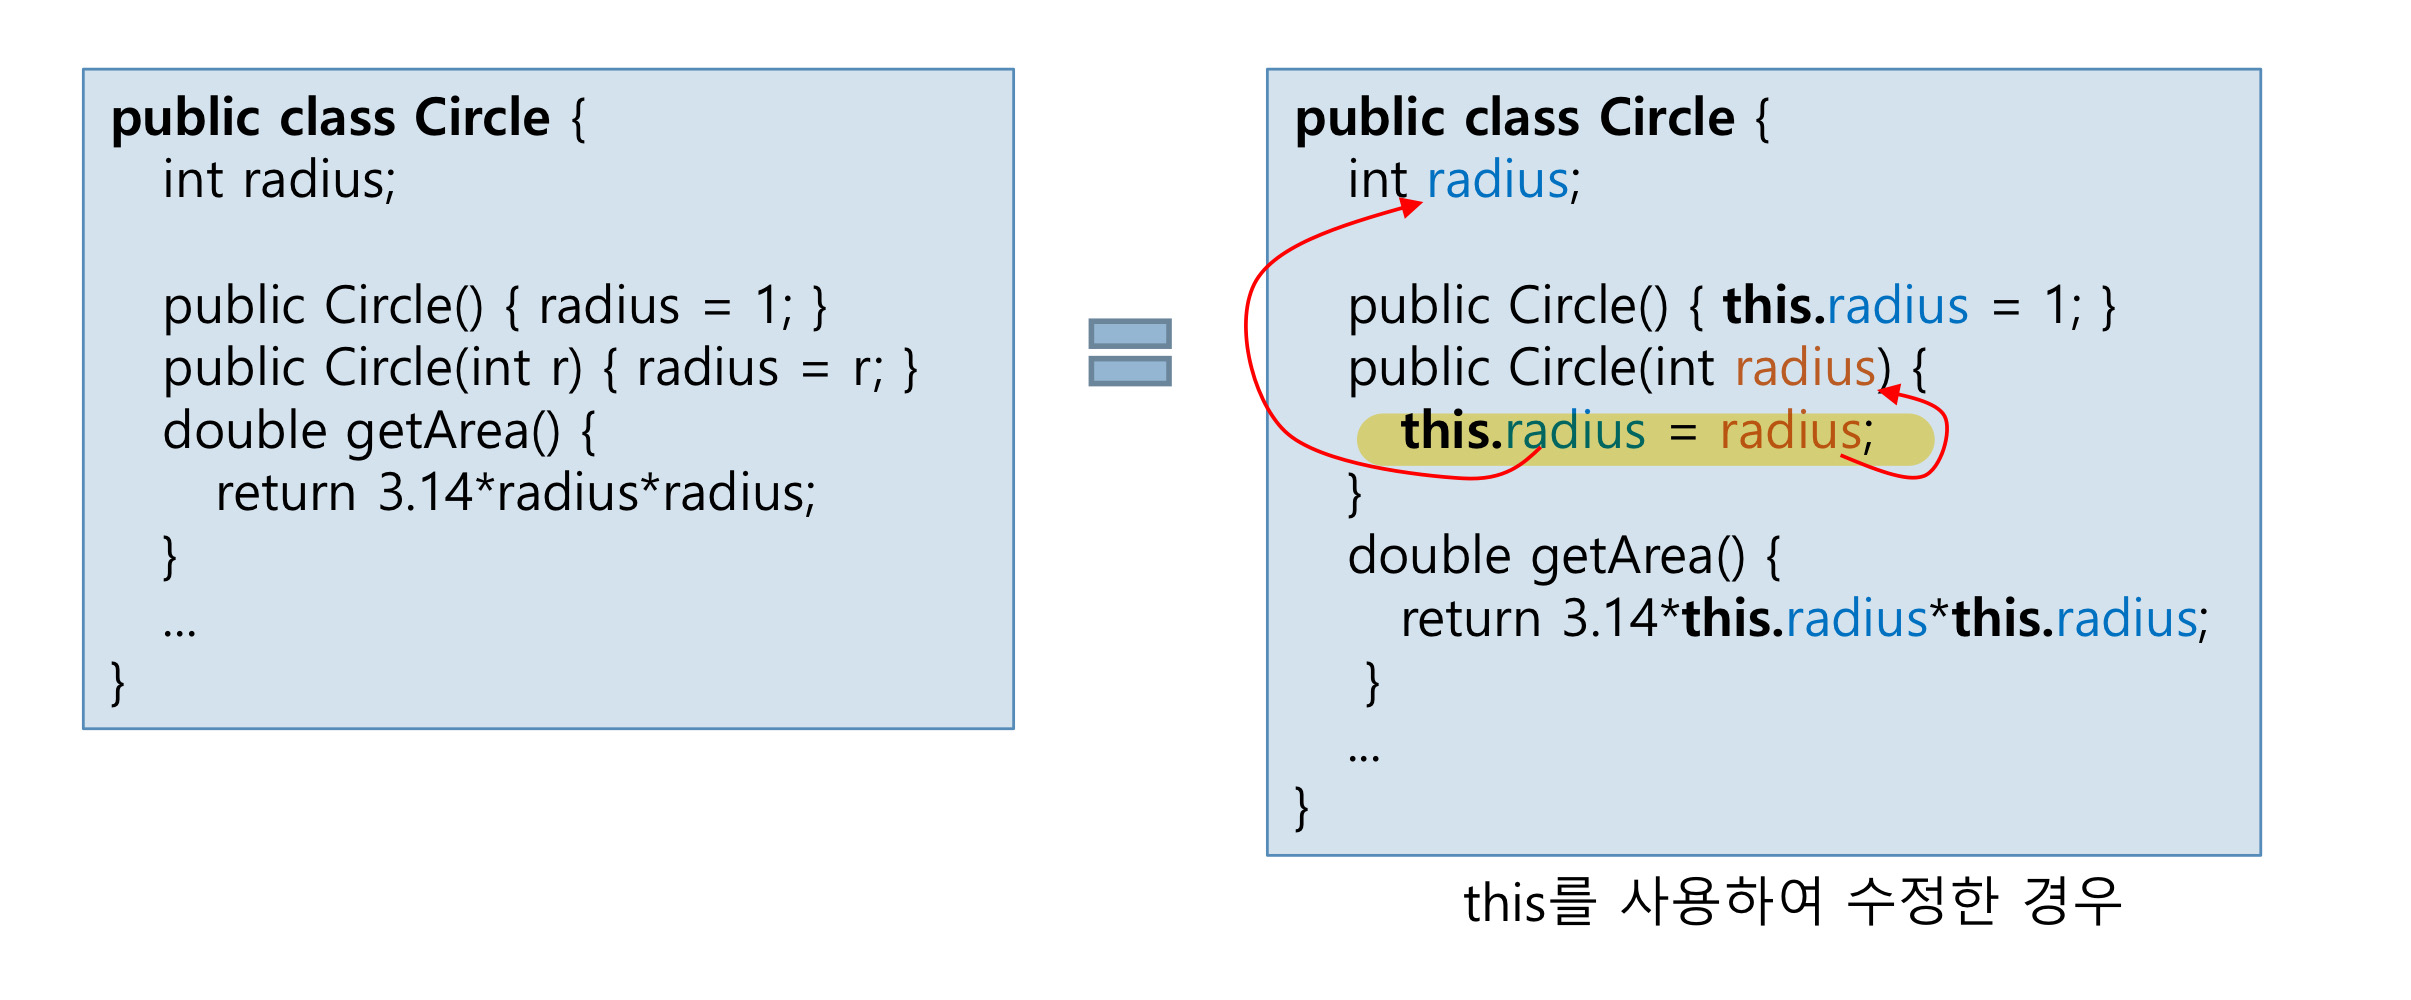 public class Circle {
int radius;
public Circle() { radius = 1; }
public Circle(int r) { radius = r; }
double getArea() {
return 3.14*radius*radius;
}
...
}
public class Circle {
int radius;
public Circle() { this.radius = 1; }
public Circle(int radius) {
this.radius = radius;
}
double getArea() {
return 3.14*this.radius*this.radius;
}
...
}
this를 사용하여 수정한 경우